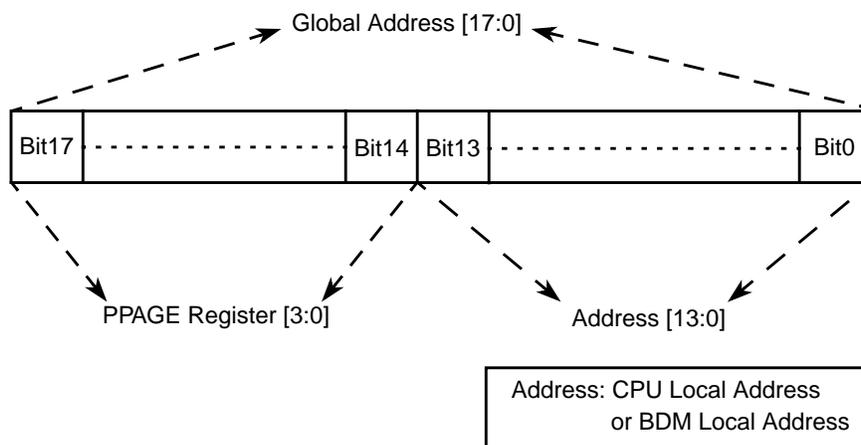 Global Address [17:0]
Bit17
Bit14
Bit13
Bit0
PPAGE Register [3:0]
Address [13:0]
Address: CPU Local Address
or BDM Local Address